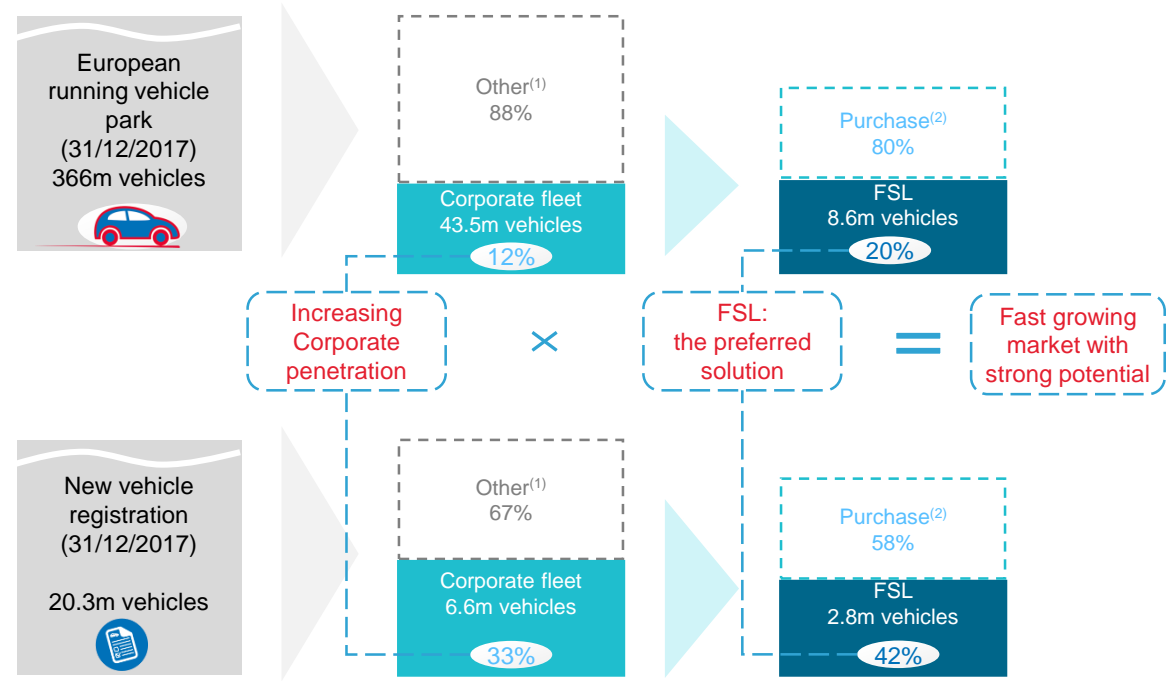 European
running vehicle
park
(31/12/2017)
366m vehicles
Other(1)
88%
Corporate fleet
43.5m vehicles
12%
Purchase(2)
80%
FSL
8.6m vehicles
20%
Increasing
Corporate
penetration
×
FSL:
the preferred
solution
=
Fast growing
market with
strong potential
New vehicle
registration
(31/12/2017)
20.3m vehicles
Other(1)
67%
Corporate fleet
6.6m vehicles
33%
Purchase(2)
58%
FSL
2.8m vehicles
42%